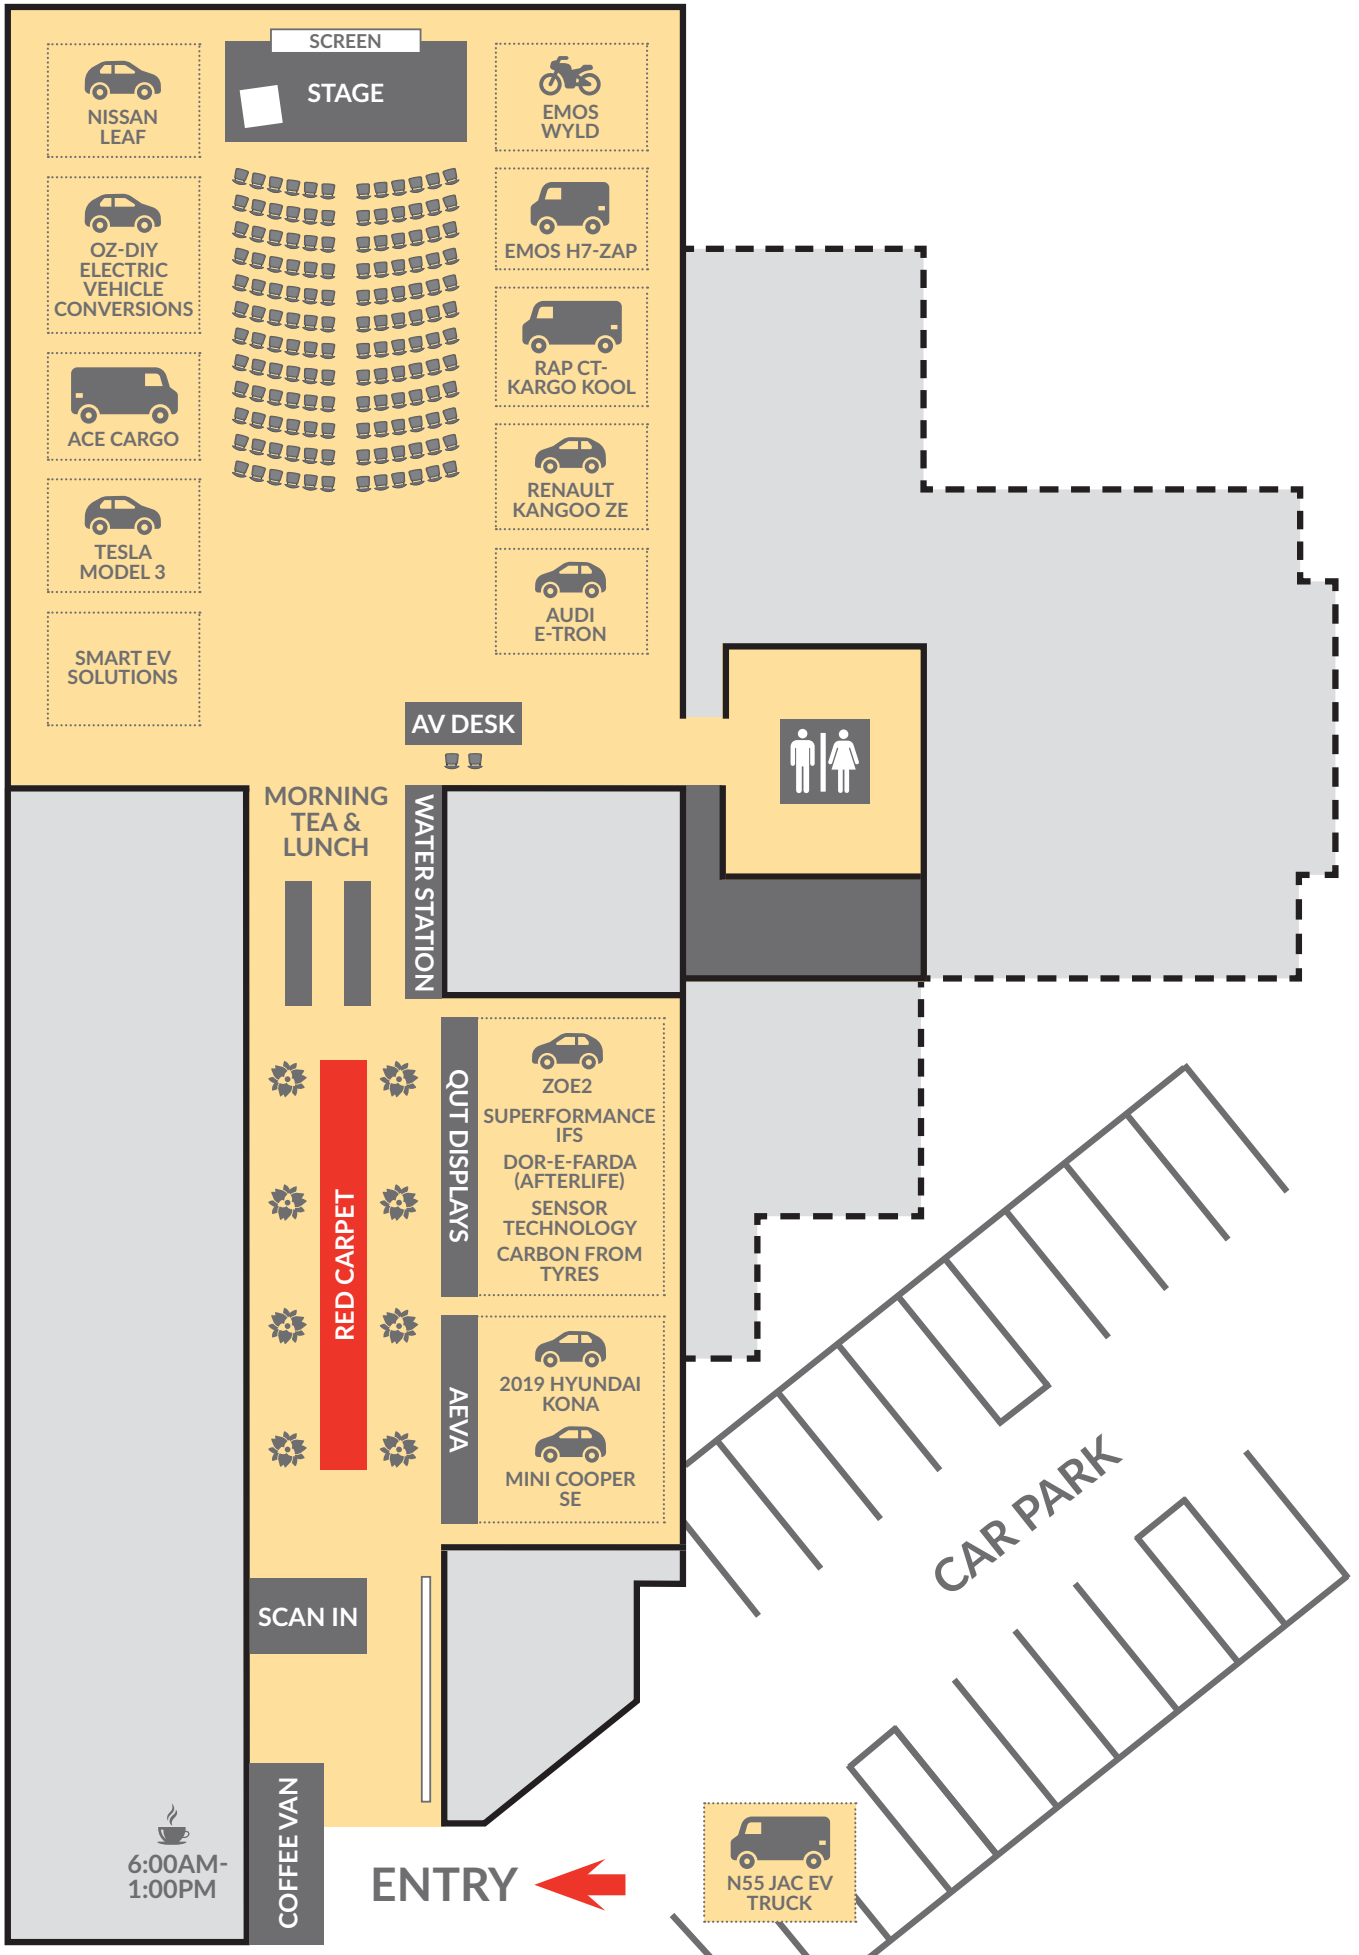 SCREEN
STAGE
NISSAN
LEAF
OZ-DIY
ELECTRIC
VEHICLE
CONVERSIONS
ACE CARGO
TESLA
MODEL 3
SMART EV
SOLUTIONS
EMOS
WYLD
EMOS H7-ZAP
RAP CT-
KARGO KOOL
RENAULT
KANGOO ZE
AUDI
E-TRON
AV DESK
MORNING
TEA &
LUNCH
WATER STATION
QUT DISPLAYS
ZOE2
SUPERFORMANCE
IFS
DOR-E-FARDA
(AFTERLIFE)
SENSOR
TECHNOLOGY
CARBON FROM
TYRES
RED CARPET
AEVA
2019 HYUNDAI
KONA
MINI COOPER
SE
CAR PARK
SCAN IN
COFFEE VAN
6:00AM-
1:00PM
ENTRY
N55 JAC EV
TRUCK